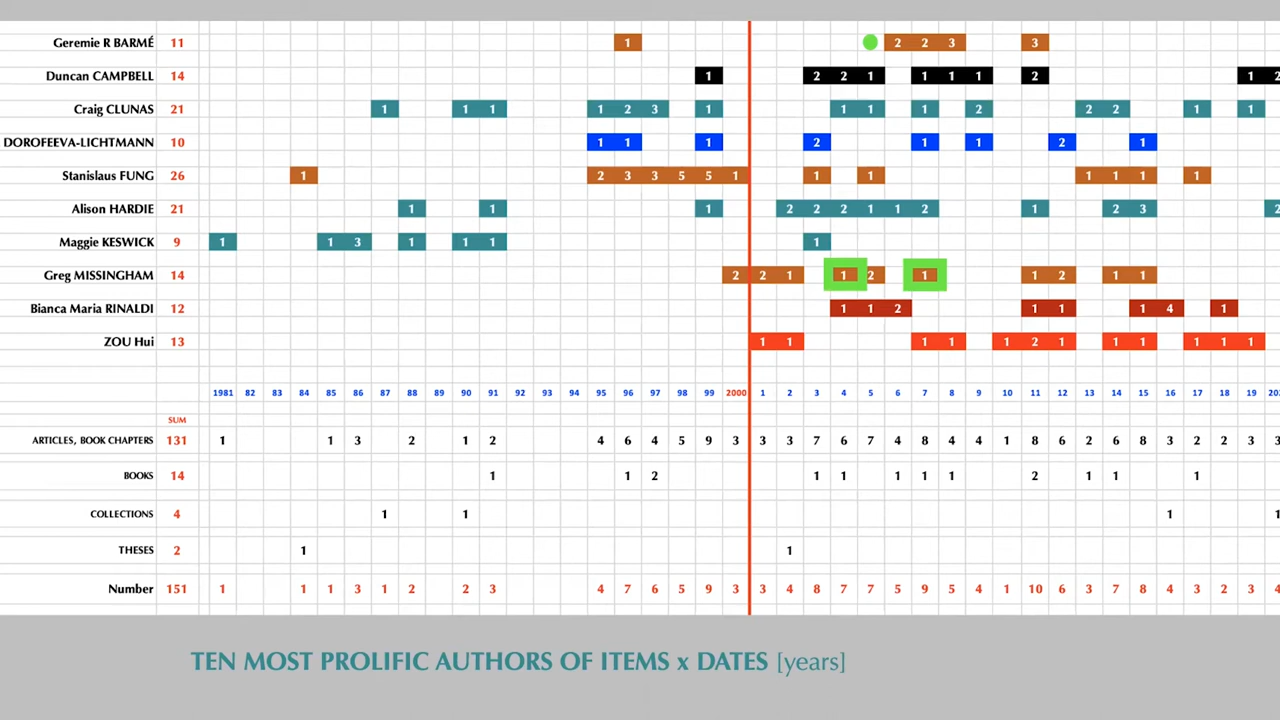 Geremie R BARMÉ 11 1 2 2 3 3
Duncan CAMPBELL 14 1 2 2 1 1 1 1 2 1 2
Craig CLUNAS 21 1 1 1 1 2 3 1 1 1 1 2 2 2 1 1
DOROFEEVA-LICHTMANN 10 1 1 1 2 1 1 2 1
Stanislaus FUNG 26 1 2 3 3 5 5 1 1 1 1 1 1 1
Alison HARDIE 21 1 1 1 2 2 2 1 1 2 1 2 3 2
Maggie KESWICK 9 1 1 3 1 1 1 1
Greg MISSINGHAM 14 2 2 1 1 2 1 1 2 1 1
Bianca Maria RINALDI 12 1 1 2 1 1 1 4 1
ZOU Hui 13 1 1 1 1 1 2 1 1 1 1 1 1
1981 82 83 84 85 86 87 88 89 90 91 92 93 94 95 96 97 98 99 2000 1 2 3 4 5 6 7 8 9 10 11 12 13 14 15 16 17 18 19 202
SUM
ARTICLES, BOOK CHAPTERS 131 1 1 3 2 1 2 4 6 4 5 9 3 3 3 7 6 7 4 8 4 4 1 8 6 2 6 8 3 2 2 3 3
BOOKS 14 1 1 2 1 1 1 1 1 2 1 1 1
COLLECTIONS 4 1 1 1 1
THESES 2 1 1
Number 151 1 1 1 3 1 2 2 3 4 7 6 5 9 3 3 4 8 7 7 5 9 5 4 1 10 6 3 7 8 4 3 2 3 4
TEN MOST PROLIFIC AUTHORS OF ITEMS x DATES [years]